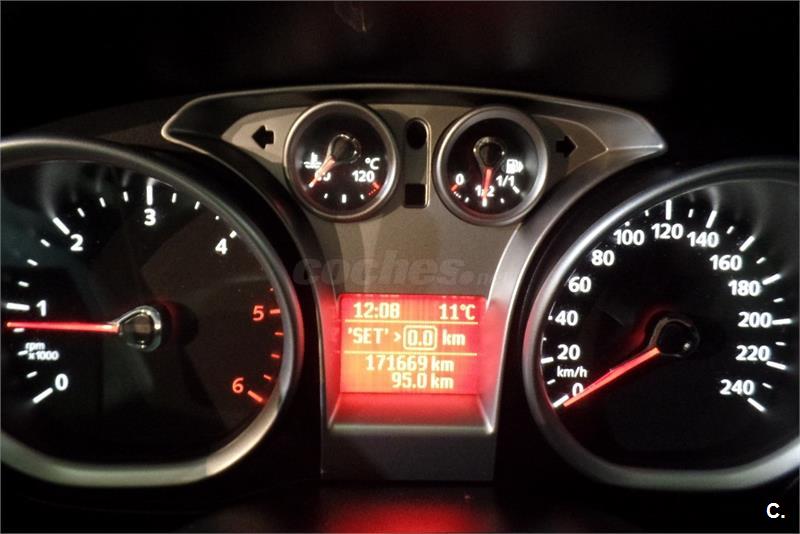 °C
60 120
0 1/2 1/1
0 1 2 3 4 5 6
rpm
x1000
coches.net
12:08 11°C
'SET' > 0.0 km
171669 km
95.0 km
0 20 40 60 80 100 120 140 160 180 200 220 240
km/h
C.